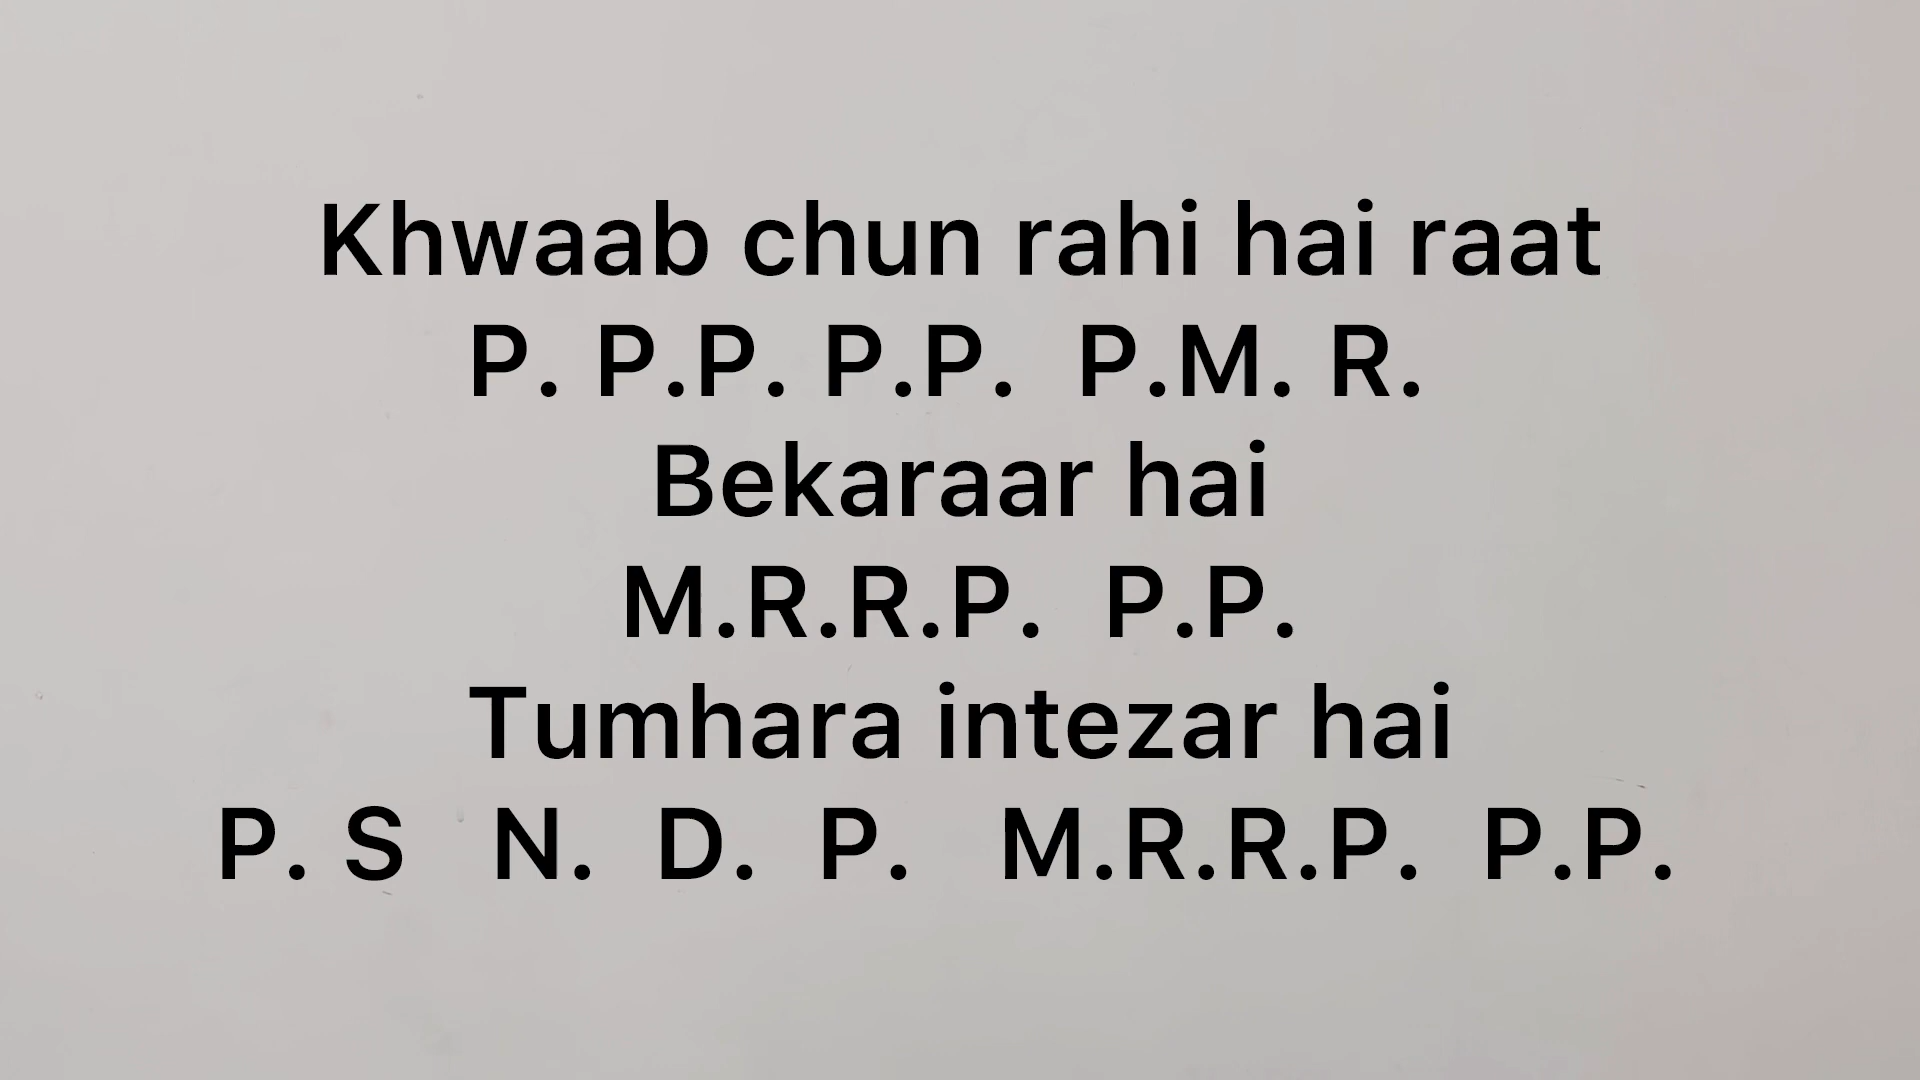 Khwaab chun rahi hai raat
P. P.P. P.P.  P.M. R.
Bekaraar hai
M.R.R.P.  P.P.
Tumhara intezar hai
P. S   N.  D.  P.   M.R.R.P.  P.P.